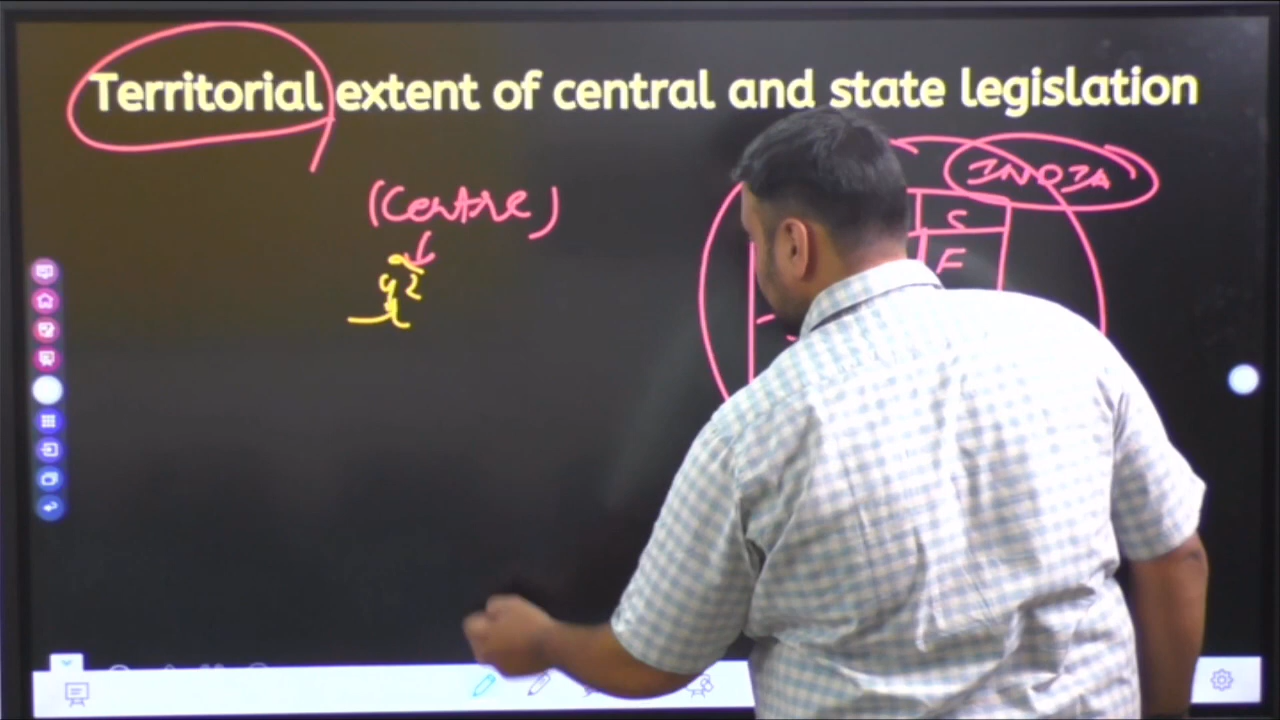 Territorial extent of central and state legislation
INDIA
(Centre)
S
F